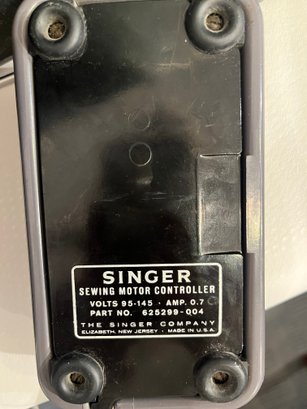 SINGER
SEWING MOTOR CONTROLLER
VOLTS 95-145 · AMP. 0.7
PART NO. 625299-004
THE SINGER COMPANY
ELIZABETH, NEW JERSEY · MADE IN U.S.A.